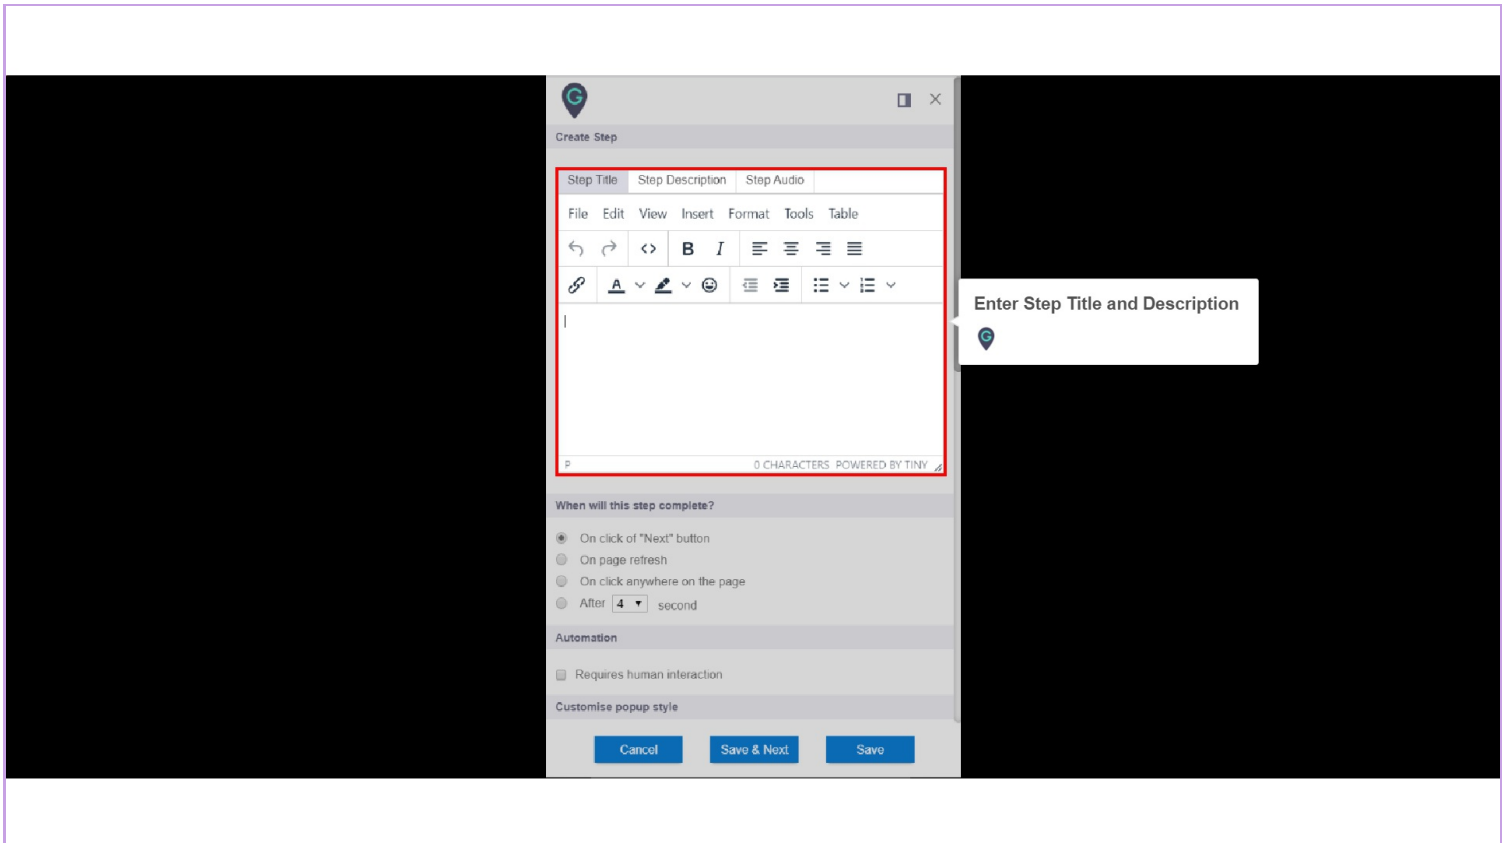 G
Create Step
Step Title Step Description Step Audio
File Edit View Insert Format Tools Table
B I
A
Enter Step Title and Description
G
P 0 CHARACTERS POWERED BY TINY
When will this step complete?
On click of "Next" button
On page refresh
On click anywhere on the page
After 4 second
Automation
Requires human interaction
Customise popup style
Cancel Save & Next Save